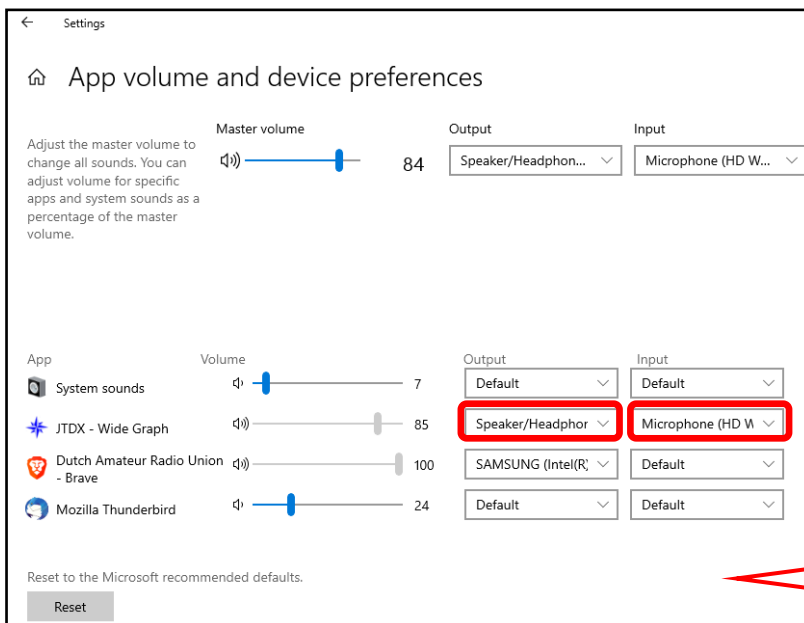 Settings
App volume and device preferences
Master volume
Output
Input
Adjust the master volume to
change all sounds. You can
adjust volume for specific
apps and system sounds as a
percentage of the master
volume.
84
Speaker/Headphon...
Microphone (HD W...
App
Volume
Output
Input
System sounds
7
Default
Default
JTDX - Wide Graph
85
Speaker/Headphor
Microphone (HD W
Dutch Amateur Radio Union
- Brave
100
SAMSUNG (Intel(R)
Default
Mozilla Thunderbird
24
Default
Default
Reset to the Microsoft recommended defaults.
Reset